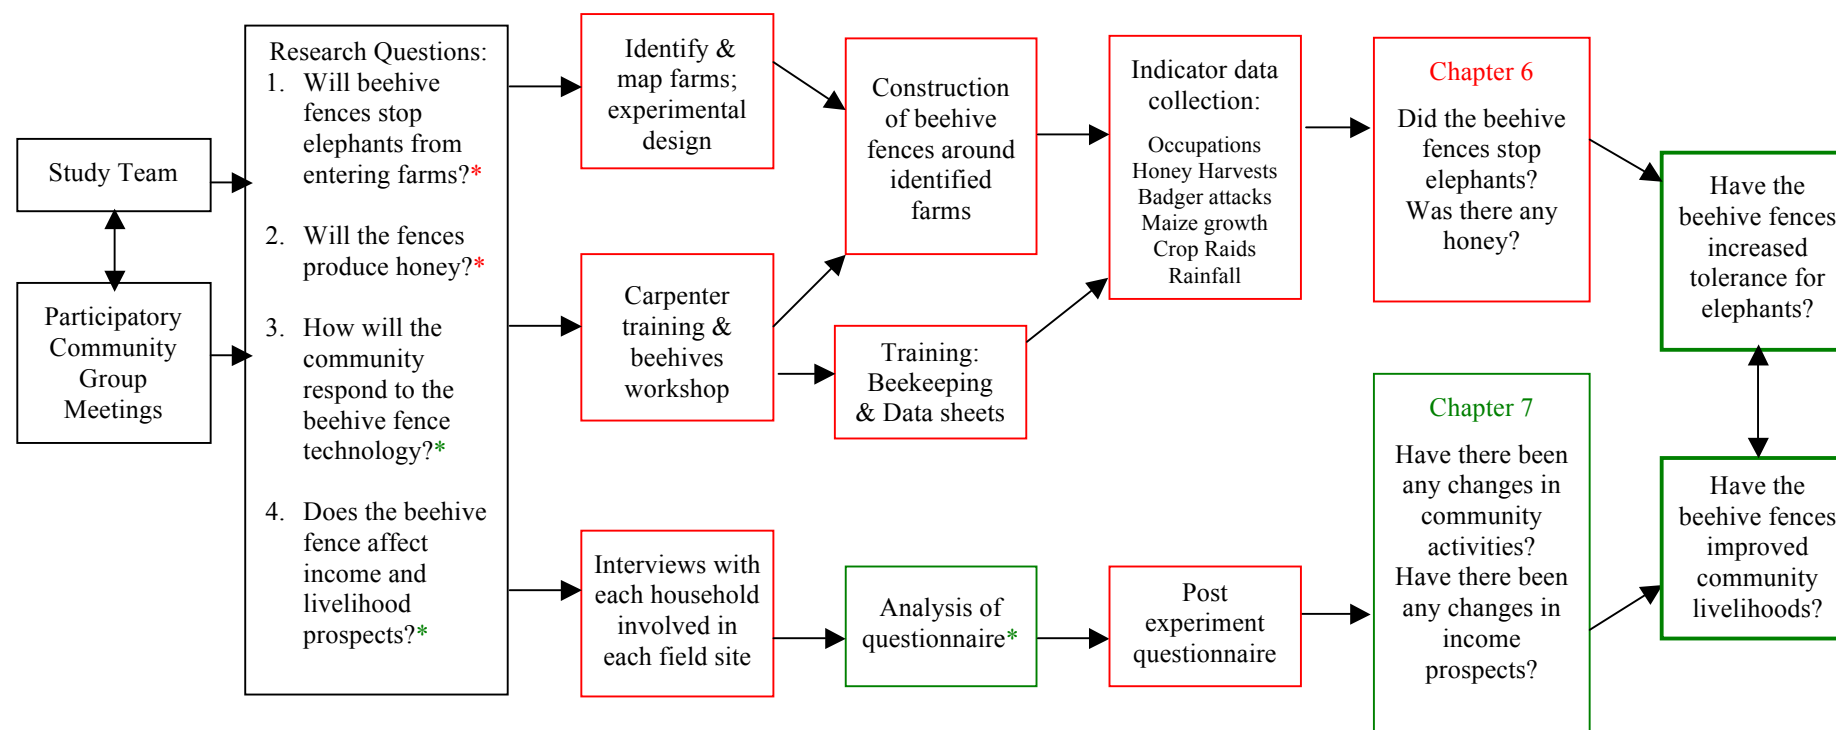 Study Team
Participatory
Community
Group
Meetings
Research Questions:
1. Will beehive
fences stop
elephants from
entering farms?*
2. Will the fences
produce honey?*
3. How will the
community
respond to the
beehive fence
technology?*
4. Does the beehive
fence affect
income and
livelihood
prospects?*
Identify &
map farms;
experimental
design
Carpenter
training &
beehives
workshop
Interviews with
each household
involved in
each field site
Construction
of beehive
fences around
identified
farms
Training:
Beekeeping
& Data sheets
Analysis of
questionnaire*
Indicator data
collection:
Occupations
Honey Harvests
Badger attacks
Maize growth
Crop Raids
Rainfall
Post
experiment
questionnaire
Chapter 6
Did the beehive
fences stop
elephants?
Was there any
honey?
Chapter 7
Have there been
any changes in
community
activities?
Have there been
any changes in
income
prospects?
Have the
beehive fences
increased
tolerance for
elephants?
Have the
beehive fences
improved
community
livelihoods?